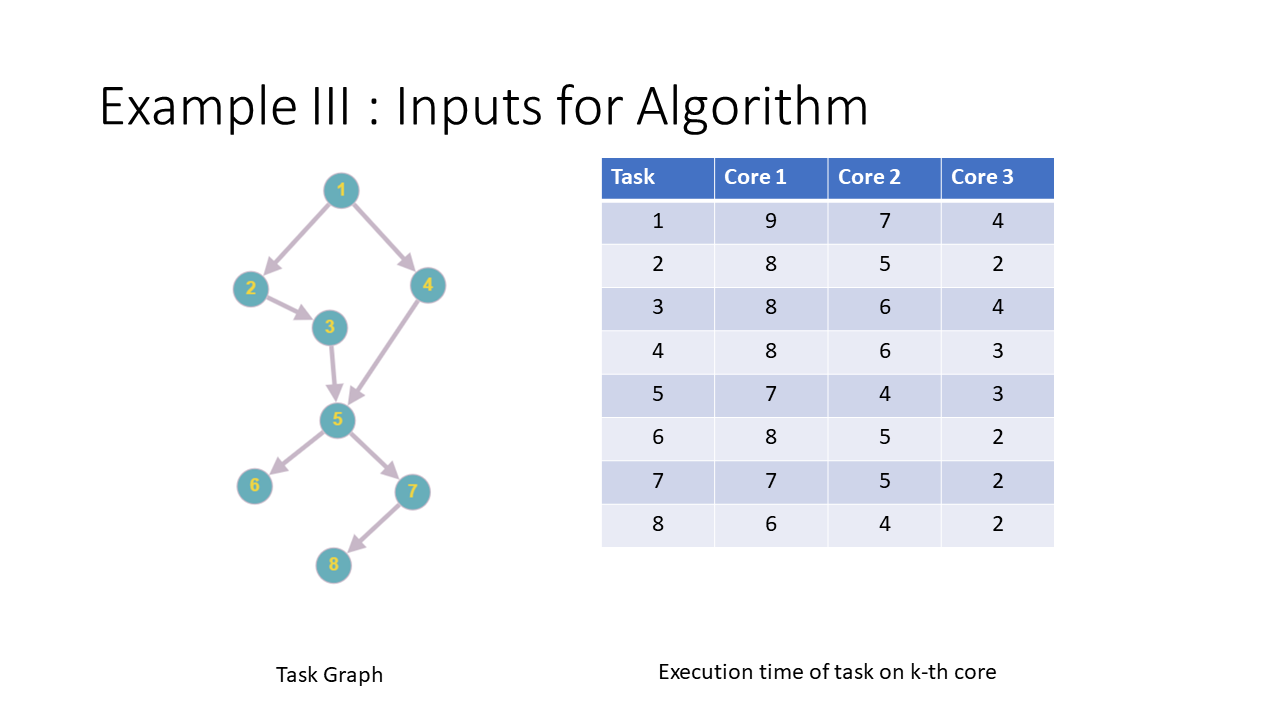 Example III : Inputs for Algorithm
1
2
4
3
5
6
7
8
Task Graph
Task Core 1 Core 2 Core 3
1 9 7 4
2 8 5 2
3 8 6 4
4 8 6 3
5 7 4 3
6 8 5 2
7 7 5 2
8 6 4 2
Execution time of task on k-th core